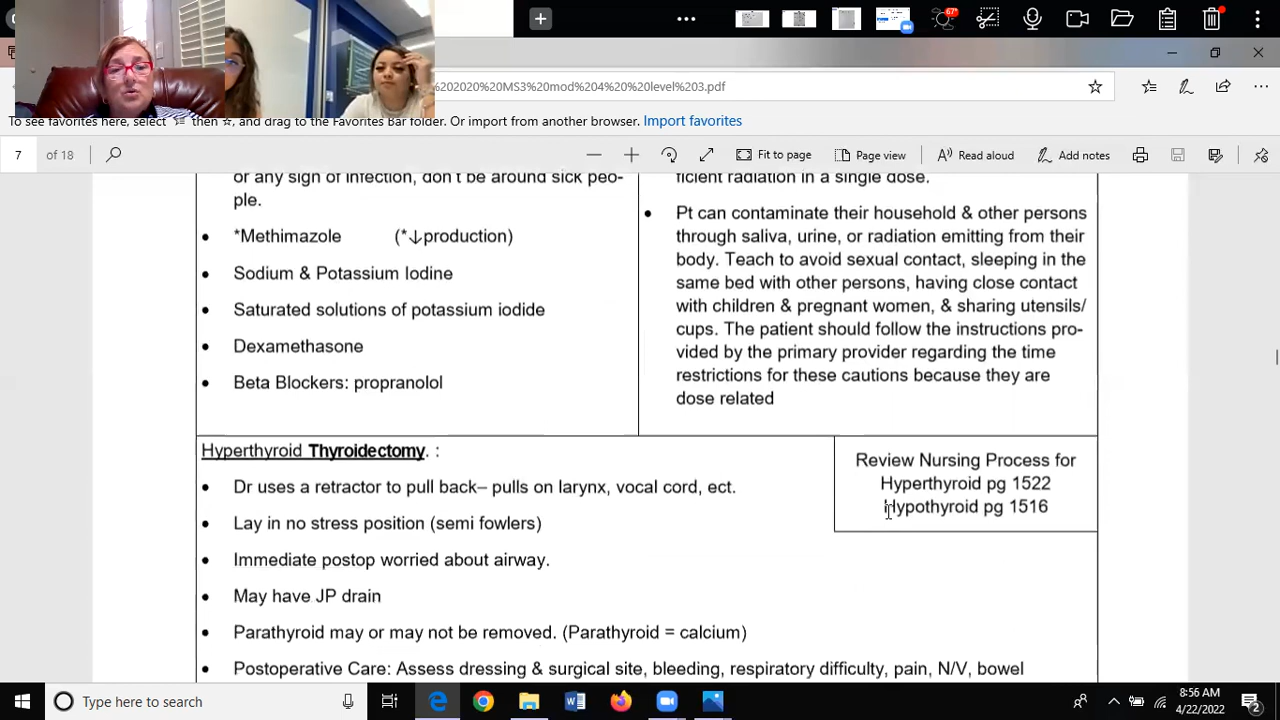 67°
%202020%20MS3%20mod%204%20%20level%203.pdf
To see favorites here, select then ☆, and drag to the Favorites Bar folder. Or import from another browser. Import favorites
7 of 18
Fit to page
Page view
Read aloud
Add notes
or any sign of infection, don't be around sick peo-
ple.
• *Methimazole (*↓production)
• Sodium & Potassium Iodine
• Saturated solutions of potassium iodide
• Dexamethasone
• Beta Blockers: propranolol
ficient radiation in a single dose.
• Pt can contaminate their household & other persons
through saliva, urine, or radiation emitting from their
body. Teach to avoid sexual contact, sleeping in the
same bed with other persons, having close contact
with children & pregnant women, & sharing utensils/
cups. The patient should follow the instructions pro-
vided by the primary provider regarding the time
restrictions for these cautions because they are
dose related
Hyperthyroid Thyroidectomy. :
• Dr uses a retractor to pull back– pulls on larynx, vocal cord, ect.
• Lay in no stress position (semi fowlers)
• Immediate postop worried about airway.
• May have JP drain
• Parathyroid may or may not be removed. (Parathyroid = calcium)
• Postoperative Care: Assess dressing & surgical site, bleeding, respiratory difficulty, pain, N/V, bowel
Review Nursing Process for
Hyperthyroid pg 1522
Hypothyroid pg 1516
Type here to search
8:56 AM
4/22/2022
2